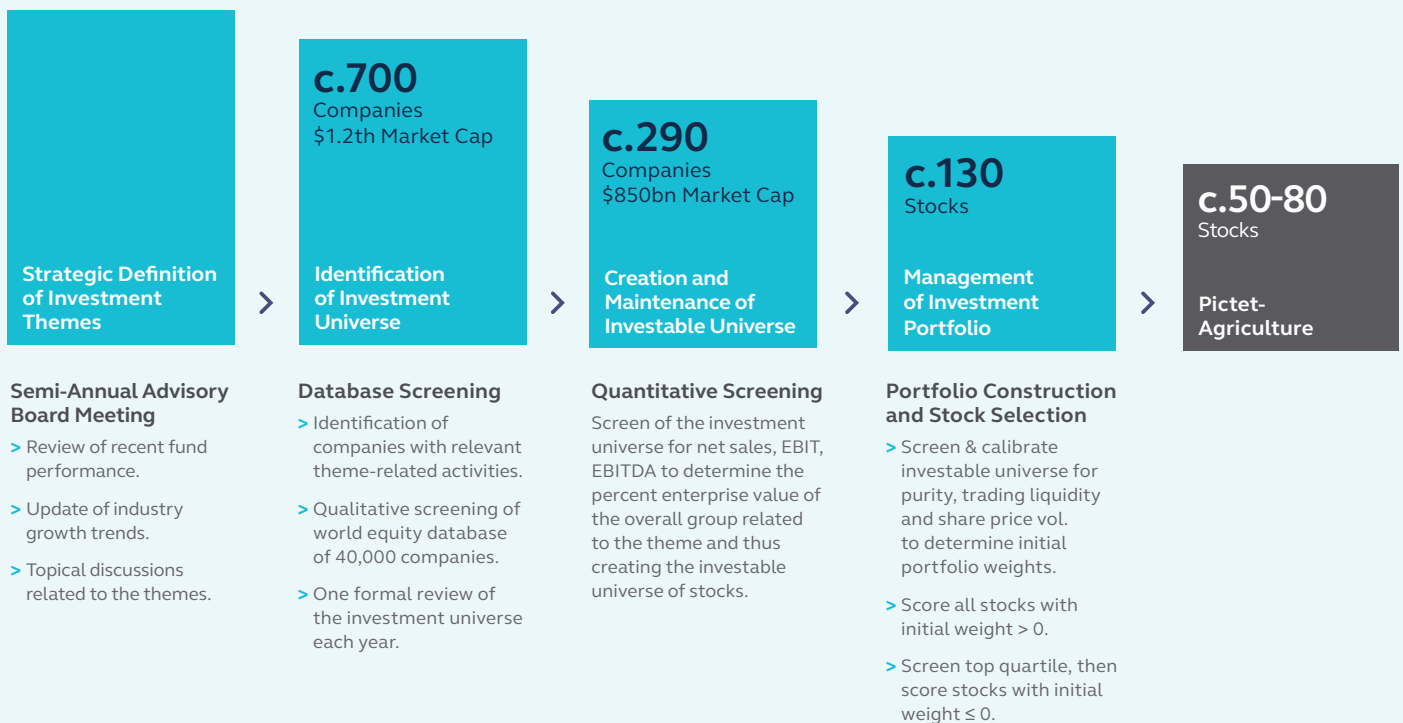 Strategic Definition
of Investment
Themes
c.700
Companies
$1.2th Market Cap
Identification
of Investment
Universe
c.290
Companies
$850bn Market Cap
Creation and
Maintenance of
Investable Universe
c.130
Stocks
Management
of Investment
Portfolio
c.50-80
Stocks
Pictet-
Agriculture
Semi-Annual Advisory
Board Meeting
> Review of recent fund
performance.
> Update of industry
growth trends.
> Topical discussions
related to the themes.
Database Screening
> Identification of
companies with relevant
theme-related activities.
> Qualitative screening of
world equity database
of 40,000 companies.
> One formal review of
the investment universe
each year.
Quantitative Screening
Screen of the investment
universe for net sales, EBIT,
EBITDA to determine the
percent enterprise value of
the overall group related
to the theme and thus
creating the investable
universe of stocks.
Portfolio Construction
and Stock Selection
> Screen & calibrate
investable universe for
purity, trading liquidity
and share price vol.
to determine initial
portfolio weights.
> Score all stocks with
initial weight > 0.
> Screen top quartile, then
score stocks with initial
weight ≤ 0.